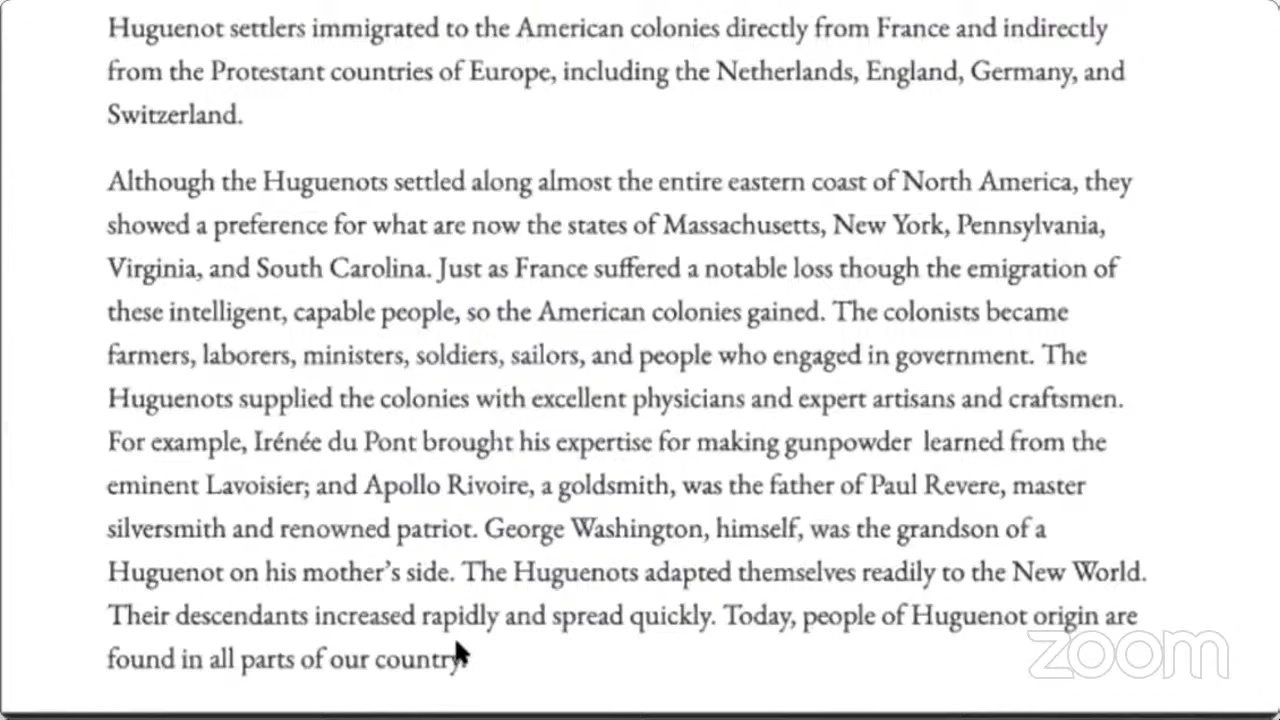 Huguenot settlers immigrated to the American colonies directly from France and indirectly
from the Protestant countries of Europe, including the Netherlands, England, Germany, and
Switzerland.
Although the Huguenots settled along almost the entire eastern coast of North America, they
showed a preference for what are now the states of Massachusetts, New York, Pennsylvania,
Virginia, and South Carolina. Just as France suffered a notable loss though the emigration of
these intelligent, capable people, so the American colonies gained. The colonists became
farmers, laborers, ministers, soldiers, sailors, and people who engaged in government. The
Huguenots supplied the colonies with excellent physicians and expert artisans and craftsmen.
For example, Irénée du Pont brought his expertise for making gunpowder learned from the
eminent Lavoisier; and Apollo Rivoire, a goldsmith, was the father of Paul Revere, master
silversmith and renowned patriot. George Washington, himself, was the grandson of a
Huguenot on his mother's side. The Huguenots adapted themselves readily to the New World.
Their descendants increased rapidly and spread quickly. Today, people of Huguenot origin are
found in all parts of our country.
zoom